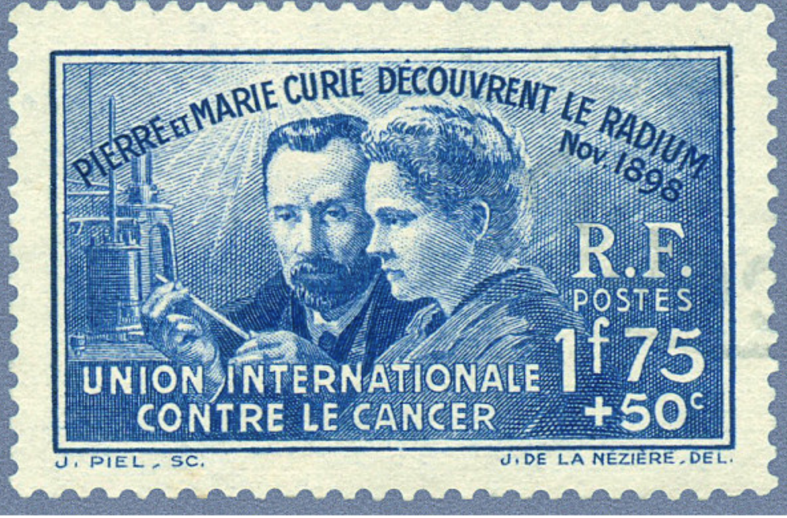 PIERRE ET MARIE CURIE DÉCOUVRENT LE RADIUM
Nov. 1898
R.F.
POSTES
1f75
+50c
UNION INTERNATIONALE
CONTRE LE CANCER
J. PIEL . SC.
J. DE LA NÉZIÈRE . DEL.